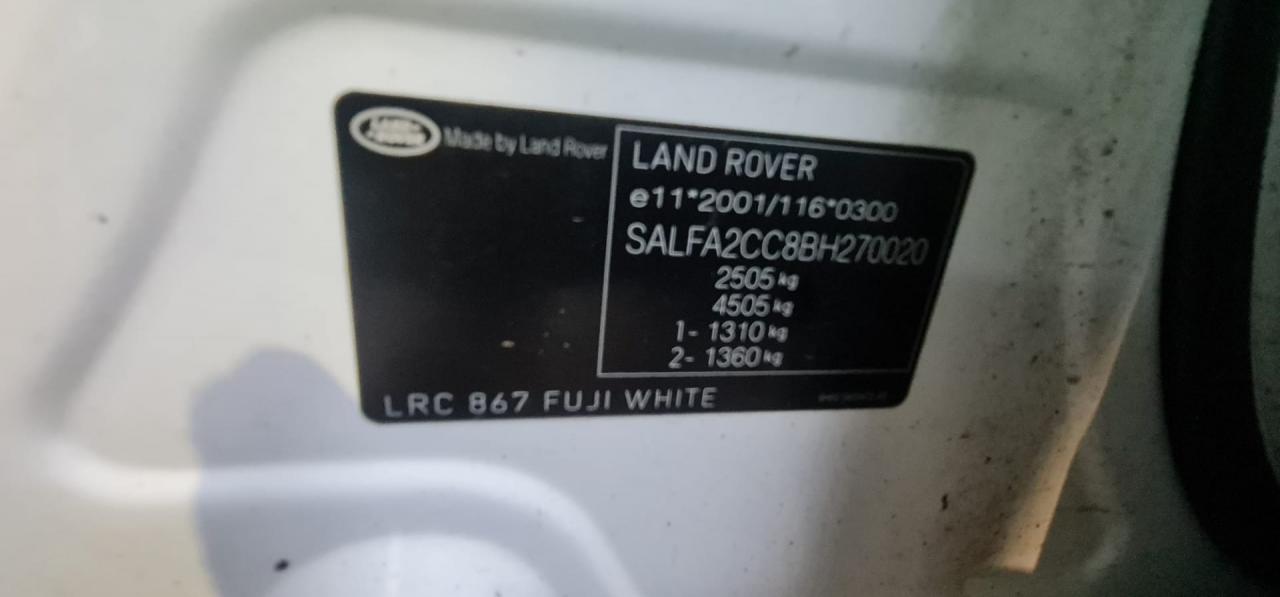 LAND ROVER
Made by Land Rover
LAND ROVER
e11*2001/116*0300
SALFA2CC8BH270020
2505 kg
4505 kg
1- 1310 kg
2- 1360 kg
LRC 867 FUJI WHITE